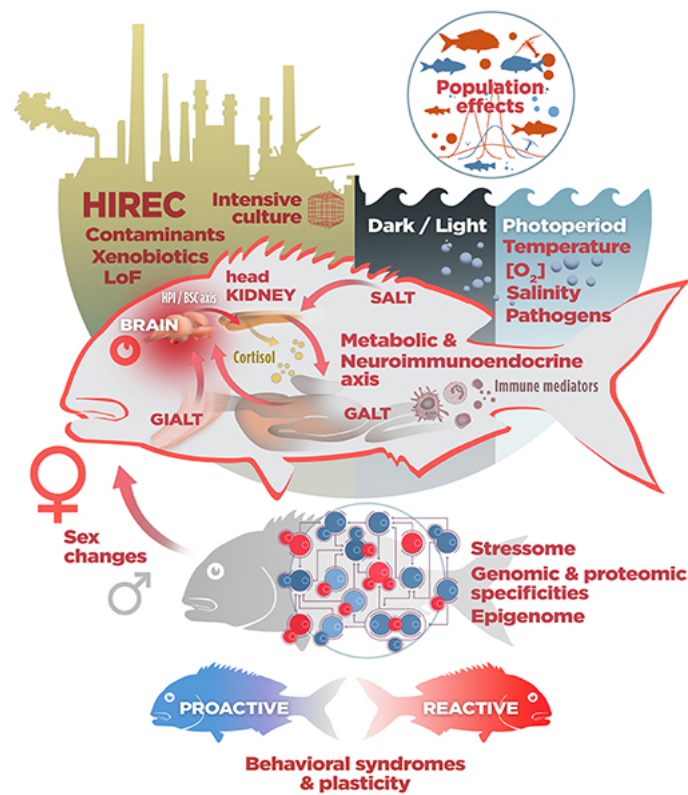 Population
effects
HIREC
Contaminants
Xenobiotics
LoF
Intensive
culture
Dark / Light
Photoperiod
Temperature
[O₂]
Salinity
Pathogens
head
KIDNEY
HPI / BSC axis
BRAIN
SALT
Cortisol
Metabolic &
Neuroimmunoendocrine
axis
Immune mediators
GIALT
GALT
Sex
changes
Stressome
Genomic & proteomic
specificities
Epigenome
PROACTIVE
REACTIVE
Behavioral syndromes
& plasticity